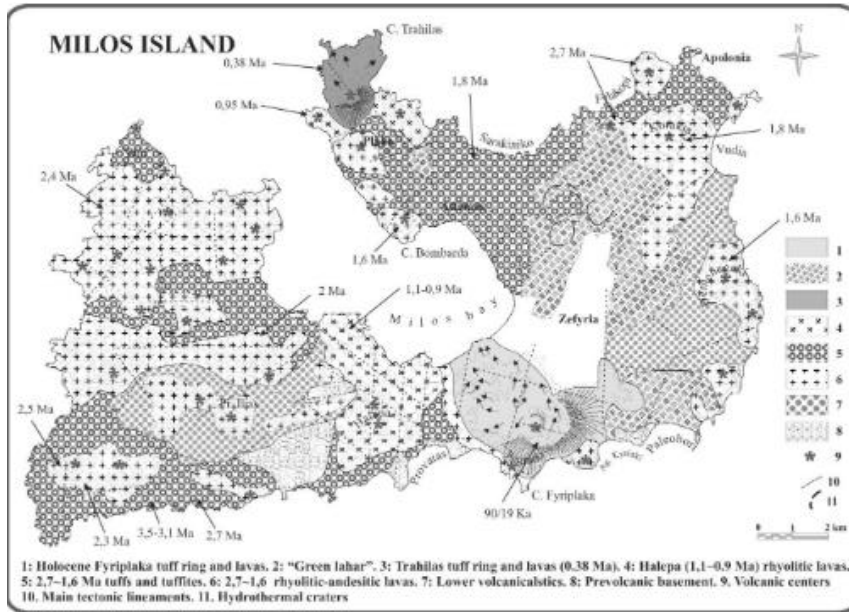 MILOS ISLAND
C. Trahilas
N
0,38 Ma
2,7 Ma
Apolonia
0,95 Ma
1,8 Ma
Sarakiniko
1,8 Ma
Vudia
2,4 Ma
1,6 Ma
1,6 Ma
C. Bombarda
1
2
3
2 Ma
1,1-0,9 Ma
Milos bay
Zefyria
4
5
6
7
2,5 Ma
8
9
Provatas
Paleohori
10
C. Fyriplaka
11
90/19 Ka
2,3 Ma
3,5-3,1 Ma
2,7 Ma
0 1 2 km
1: Holocene Fyriplaka tuff ring and lavas. 2: “Green lahar”. 3: Trahilas tuff ring and lavas (0.38 Ma). 4: Halepa (1,1–0.9 Ma) rhyolitic lavas.
5: 2,7–1,6 Ma tuffs and tuffites. 6: 2,7–1,6 rhyolitic-andesitic lavas. 7: Lower volcanicalstics. 8: Prevolcanic basement. 9. Volcanic centers
10. Main tectonic lineaments. 11. Hydrothermal craters